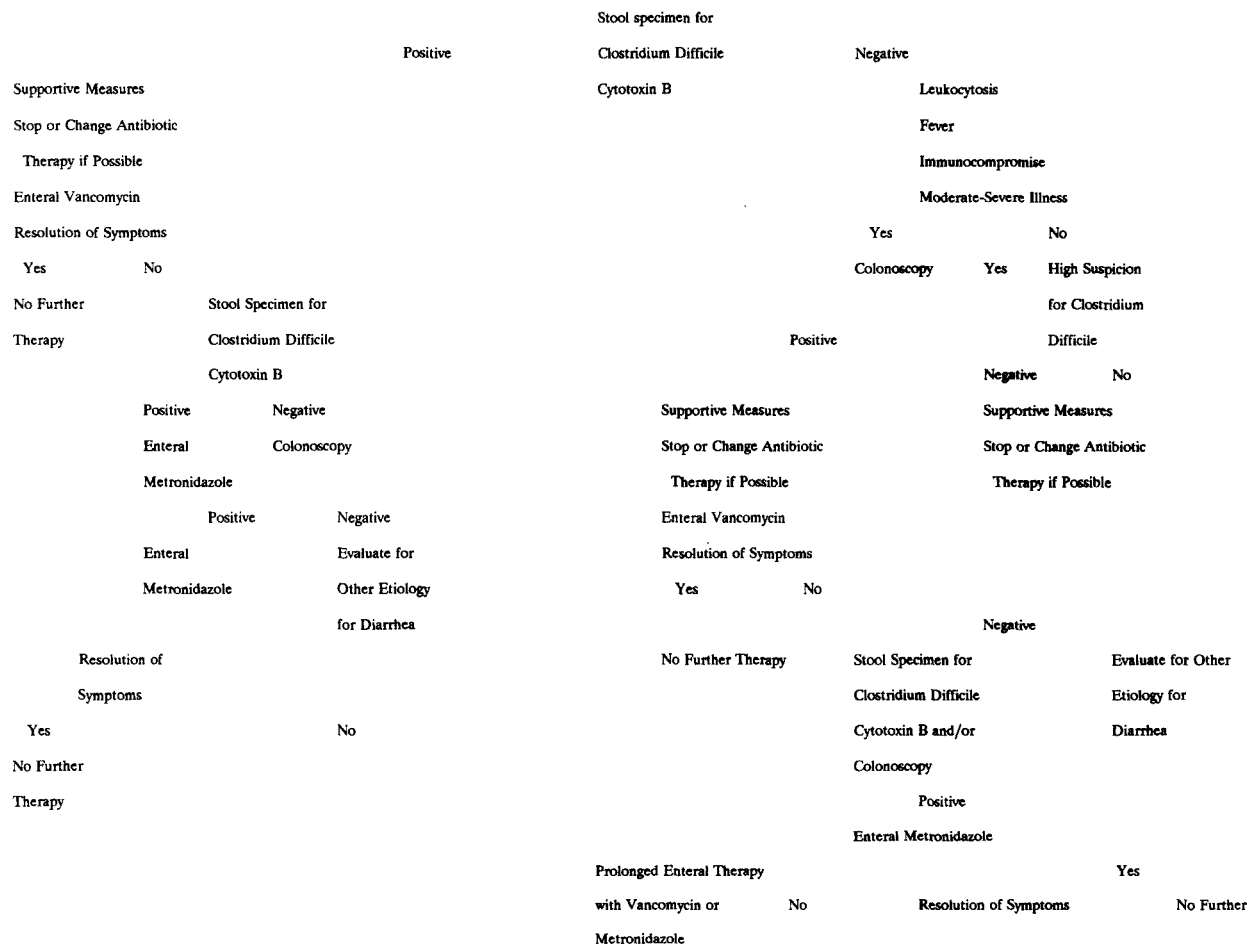 Stool specimen for
Positive Clostridium Difficile Negative
Supportive Measures Cytotoxin B Leukocytosis
Stop or Change Antibiotic Fever
Therapy if Possible Immunocompromise
Enteral Vancomycin Moderate-Severe Illness
Resolution of Symptoms Yes No
Yes No Colonoscopy Yes High Suspicion
No Further Stool Specimen for for Clostridium
Therapy Clostridium Difficile Positive Difficile
Cytotoxin B Negative No
Positive Negative Supportive Measures Supportive Measures
Enteral Colonoscopy Stop or Change Antibiotic Stop or Change Antibiotic
Metronidazole Therapy if Possible Therapy if Possible
Positive Negative Enteral Vancomycin
Enteral Evaluate for Resolution of Symptoms
Metronidazole Other Etiology Yes No
for Diarrhea Negative
Resolution of No Further Therapy Stool Specimen for Evaluate for Other
Symptoms Clostridium Difficile Etiology for
Yes No Cytotoxin B and/or Diarrhea
No Further Colonoscopy
Therapy Positive
Enteral Metronidazole
Prolonged Enteral Therapy Yes
with Vancomycin or No Resolution of Symptoms No Further
Metronidazole